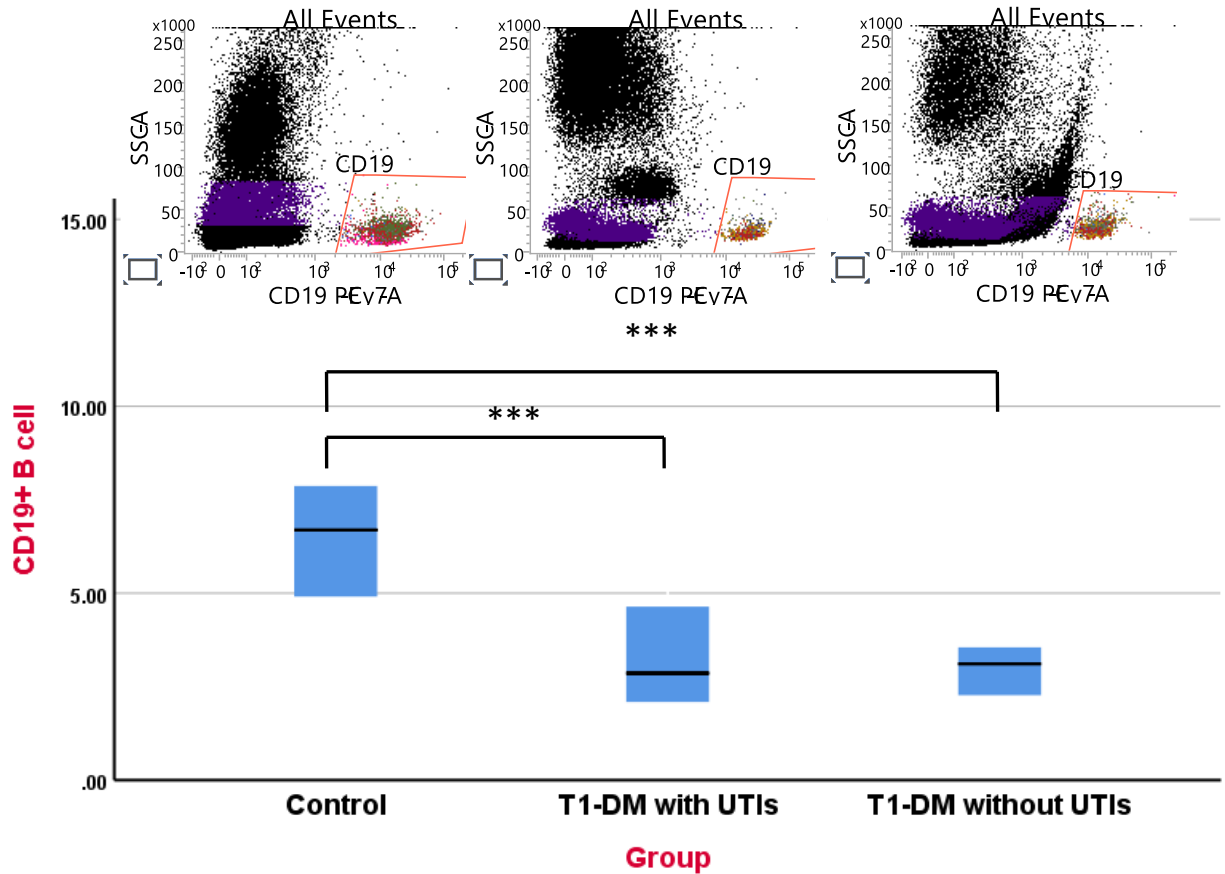 All Events
All Events
All Events
x1000
250
200
150
100
50
0
SSC-A
CD19
-10² 0 10² 10³ 10⁴ 10⁵
CD19 PE-Cy7-A
x1000
250
200
150
100
50
0
SSC-A
CD19
-10² 0 10² 10³ 10⁴ 10⁵
CD19 PE-Cy7-A
x1000
250
200
150
100
50
0
SSC-A
CD19
-10² 0 10² 10³ 10⁴ 10⁵
CD19 PE-Cy7-A
***
***
15.00
10.00
5.00
.00
CD19+ B cell
Control
T1-DM with UTIs
T1-DM without UTIs
Group